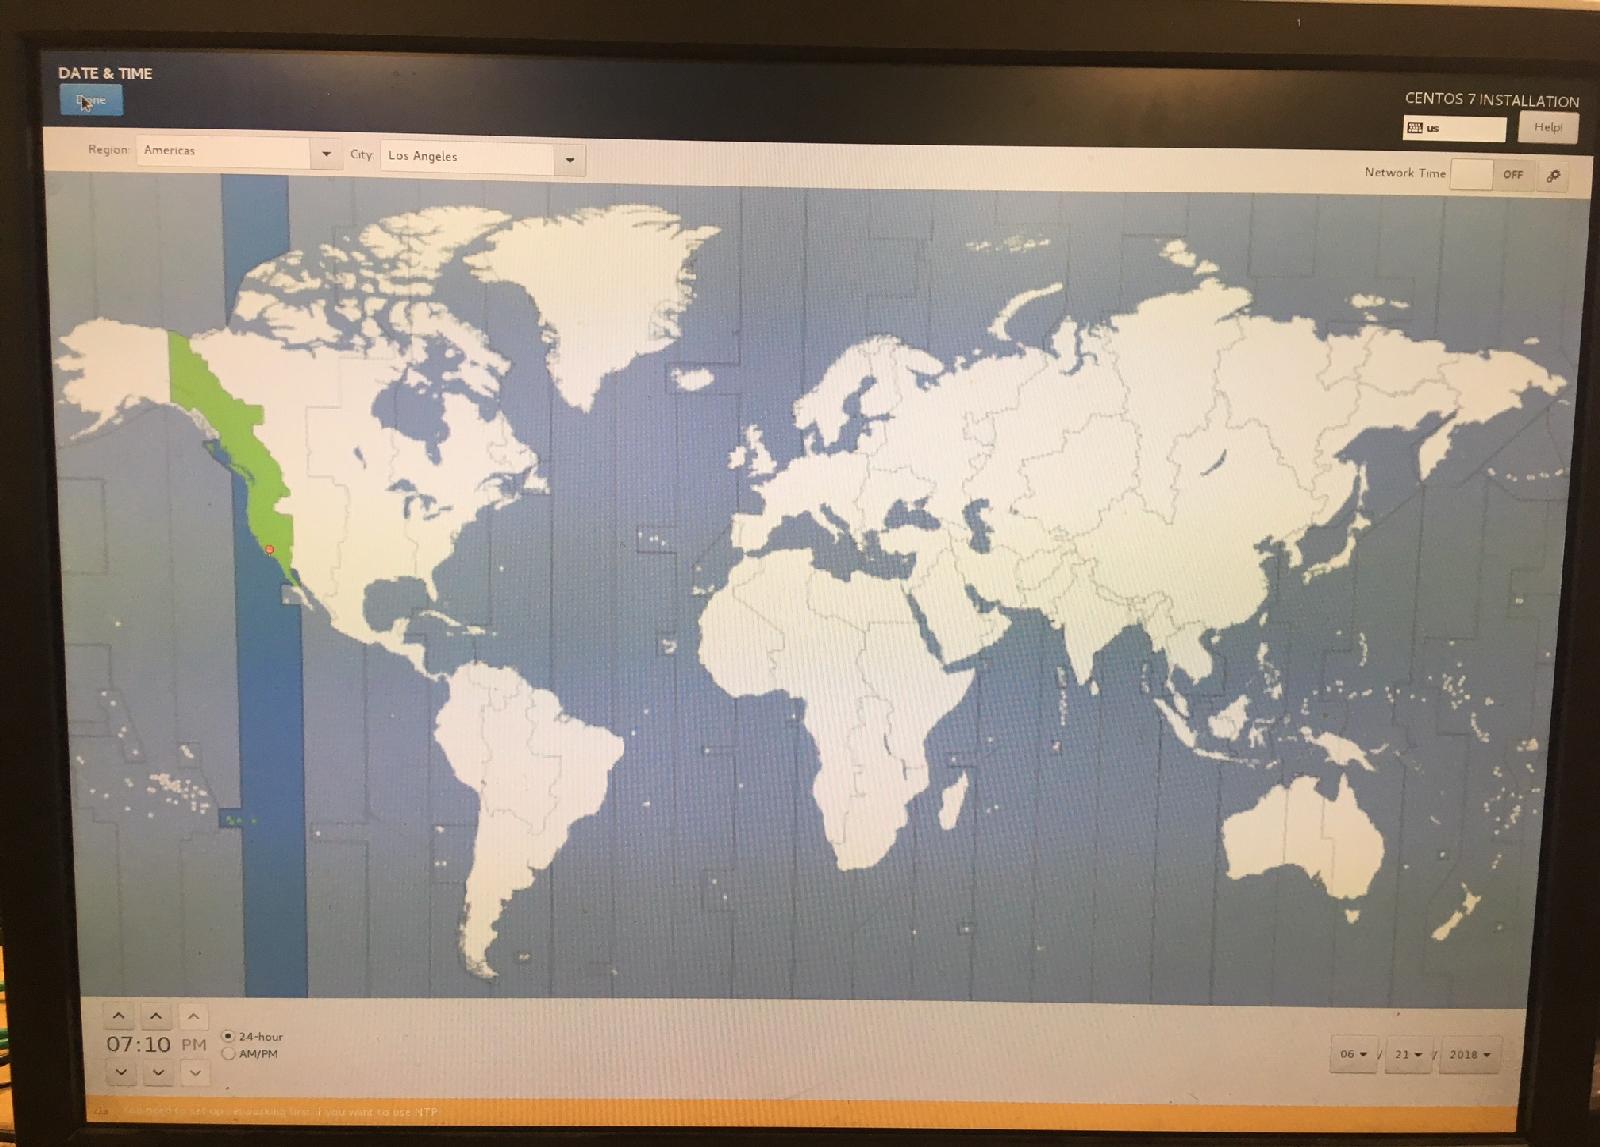 DATE & TIME
Done
CENTOS 7 INSTALLATION
us
Help!
Region:
Americas
City:
Los Angeles
Network Time
OFF
07:10 PM
24-hour
AM/PM
06 / 21 / 2018
You need to set up networking first if you want to use NTP